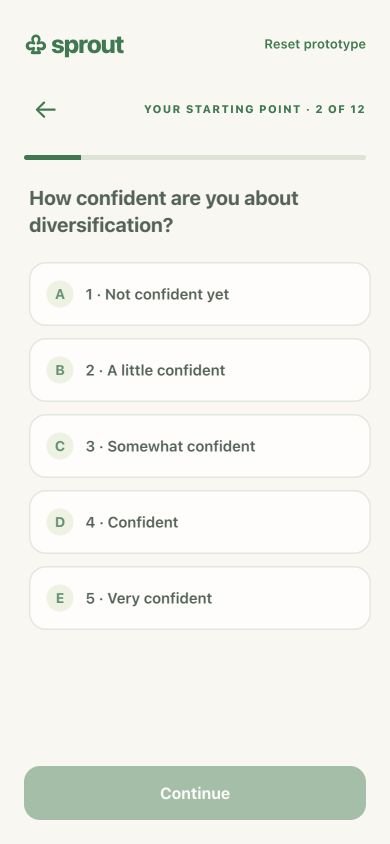 sprout
Reset prototype
YOUR STARTING POINT · 2 OF 12
How confident are you about
diversification?
A 1 · Not confident yet
B 2 · A little confident
C 3 · Somewhat confident
D 4 · Confident
E 5 · Very confident
Continue